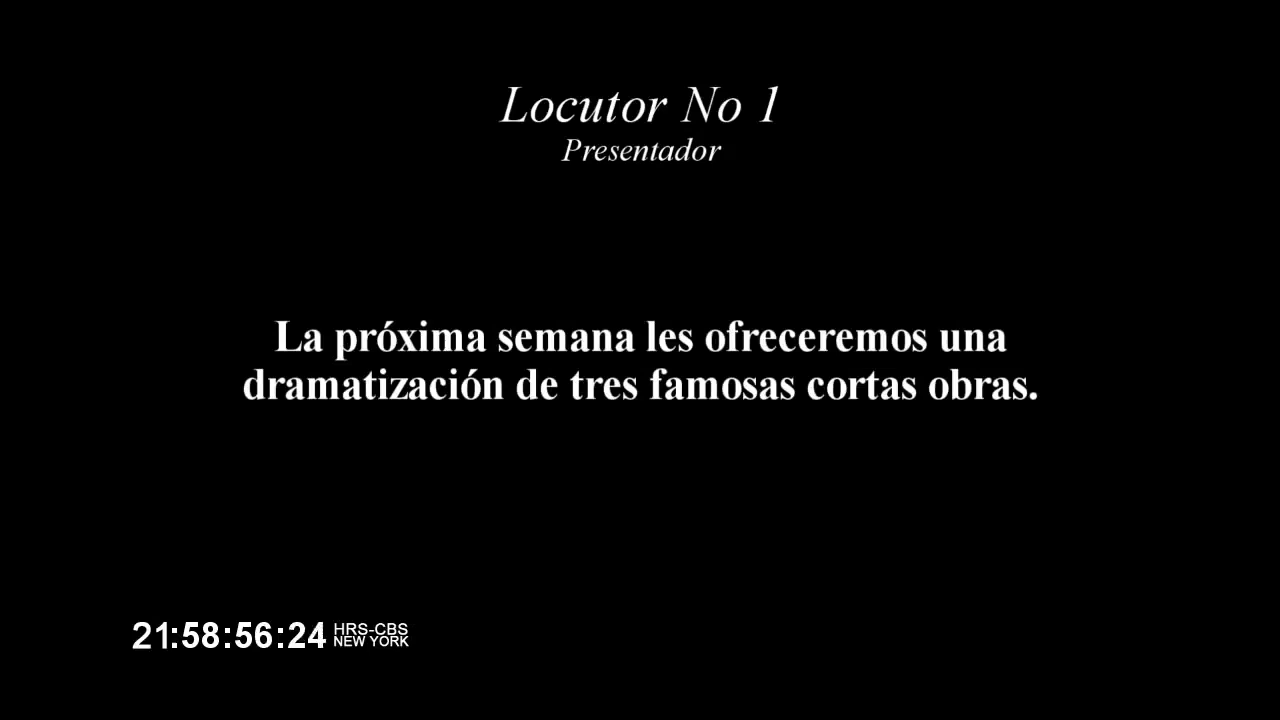 Locutor No 1
Presentador
La próxima semana les ofreceremos una
dramatización de tres famosas cortas obras.
21:58:56:24 HRS-CBS
NEW YORK